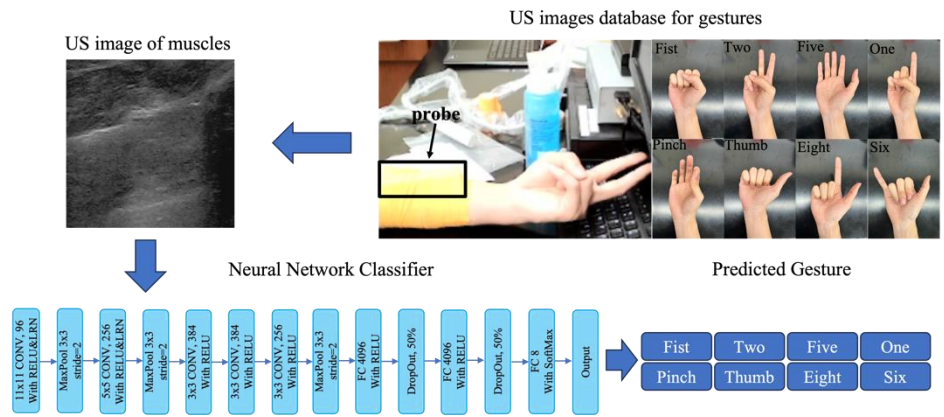 US images database for gestures
US image of muscles
probe
Fist
Two
Five
One
Pinch
Thumb
Eight
Six
Neural Network Classifier
Predicted Gesture
11x11 CONV, 96
With RELU&LRN
MaxPool 3x3
stride=2
5x5 CONV, 256
With RELU&LRN
MaxPool 3x3
stride=2
3x3 CONV, 384
With RELU
3x3 CONV, 384
With RELU
3x3 CONV, 256
With RELU
MaxPool 3x3
stride=2
FC 4096
With RELU
DropOut, 50%
FC 4096
With RELU
DropOut, 50%
FC 8
With SoftMax
Output
Fist
Two
Five
One
Pinch
Thumb
Eight
Six